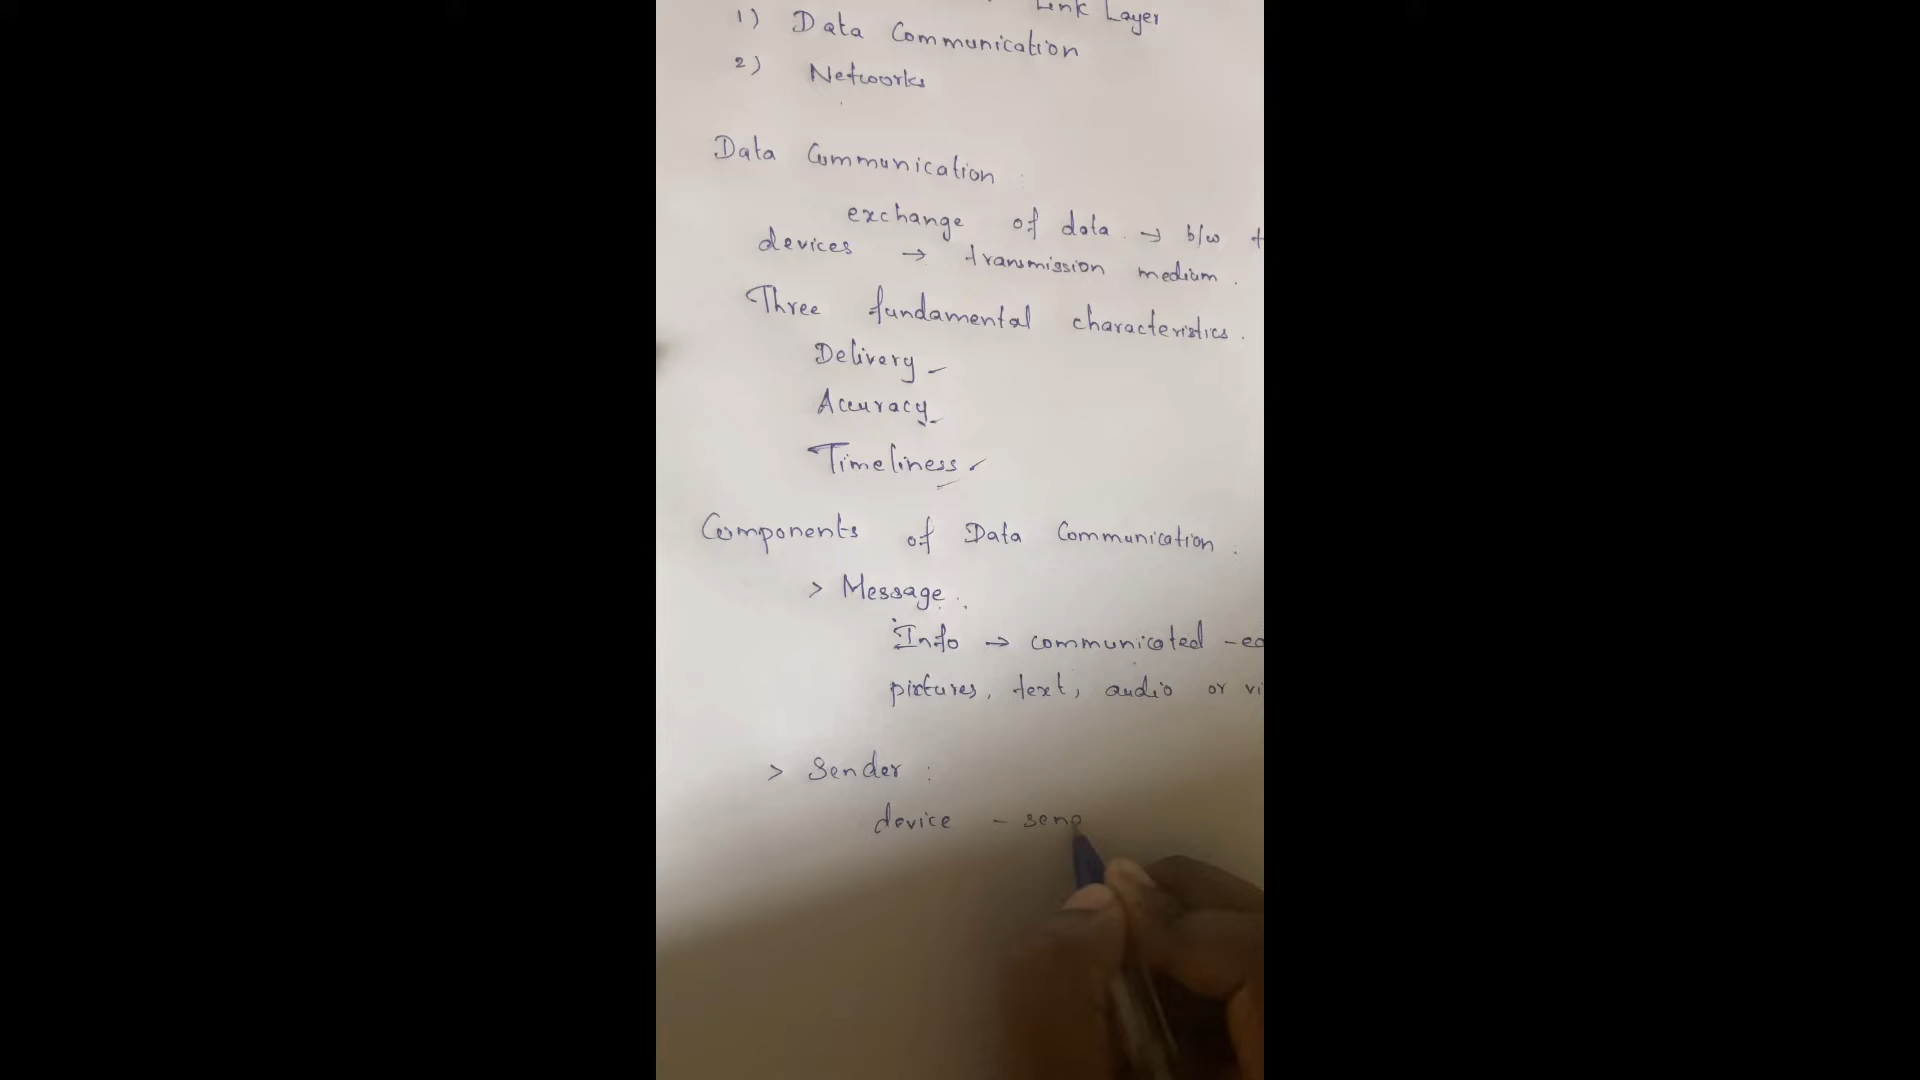 Link Layer
1) Data Communication
2) Networks
Data Communication :
exchange of data → b/w
devices → transmission medium .
Three fundamental characteristics .
Delivery
Accuracy
Timeliness
Components of Data Communication .
> Message .
Info → communicated -
pictures, text, audio or
> Sender :
device -